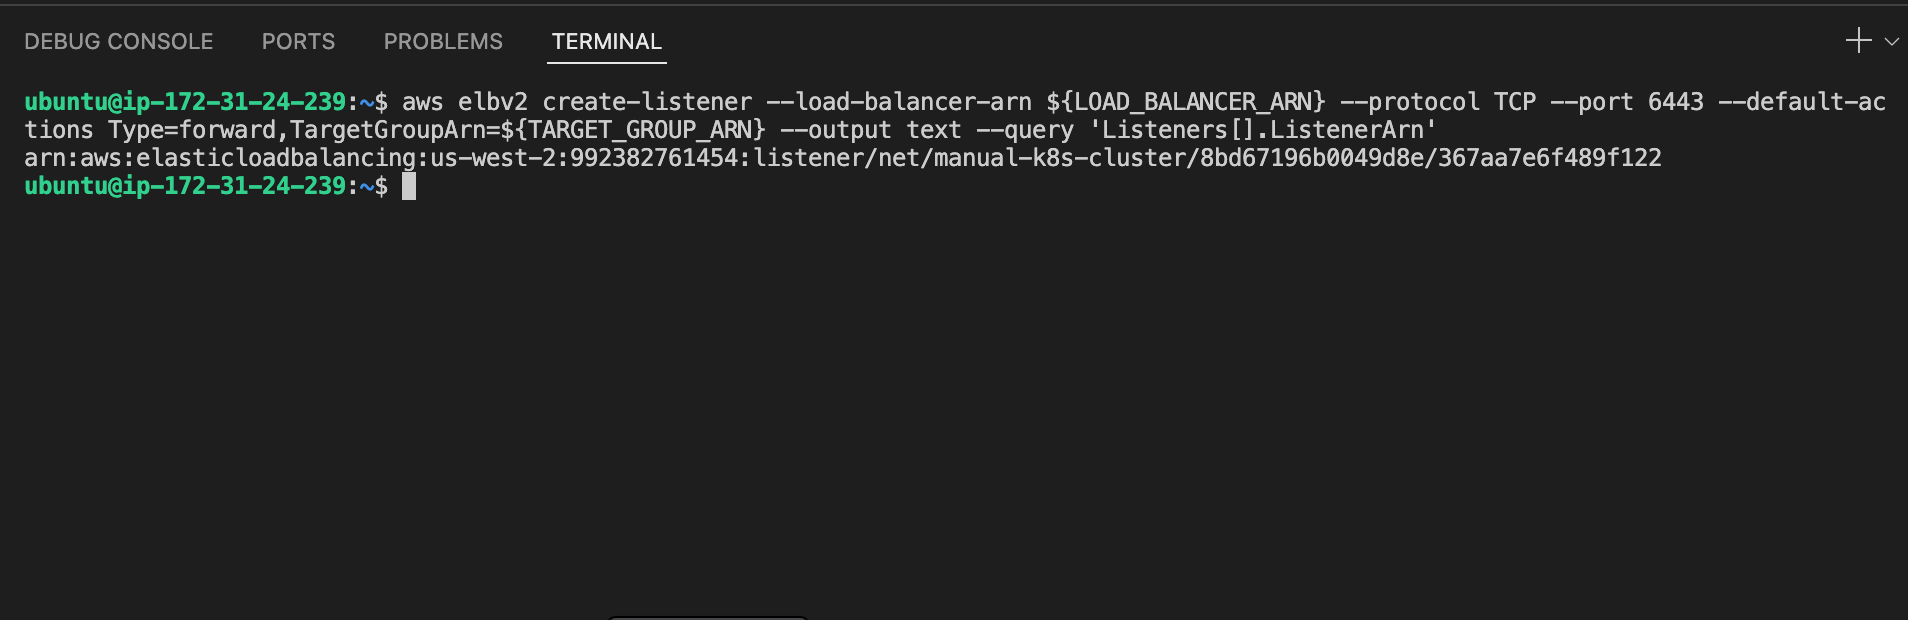 DEBUG CONSOLE PORTS PROBLEMS TERMINAL
ubuntu@ip-172-31-24-239:~$ aws elbv2 create-listener --load-balancer-arn ${LOAD_BALANCER_ARN} --protocol TCP --port 6443 --default-ac
tions Type=forward,TargetGroupArn=${TARGET_GROUP_ARN} --output text --query 'Listeners[].ListenerArn'
arn:aws:elasticloadbalancing:us-west-2:992382761454:listener/net/manual-k8s-cluster/8bd67196b0049d8e/367aa7e6f489f122
ubuntu@ip-172-31-24-239:~$